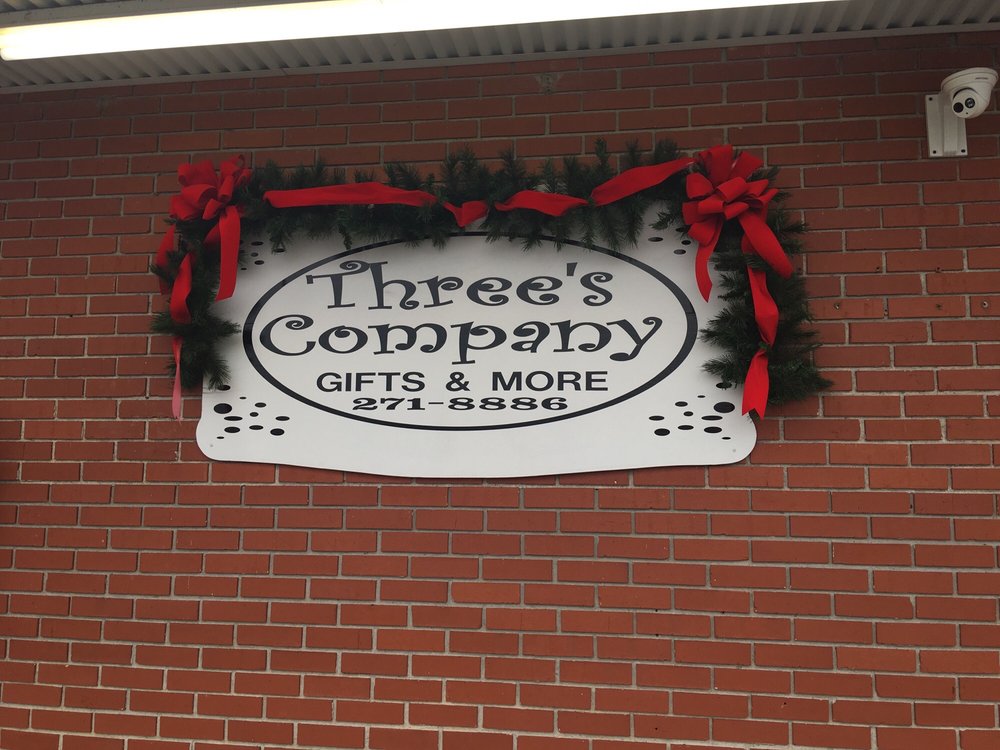 Three's
Company
GIFTS & MORE
271-8886